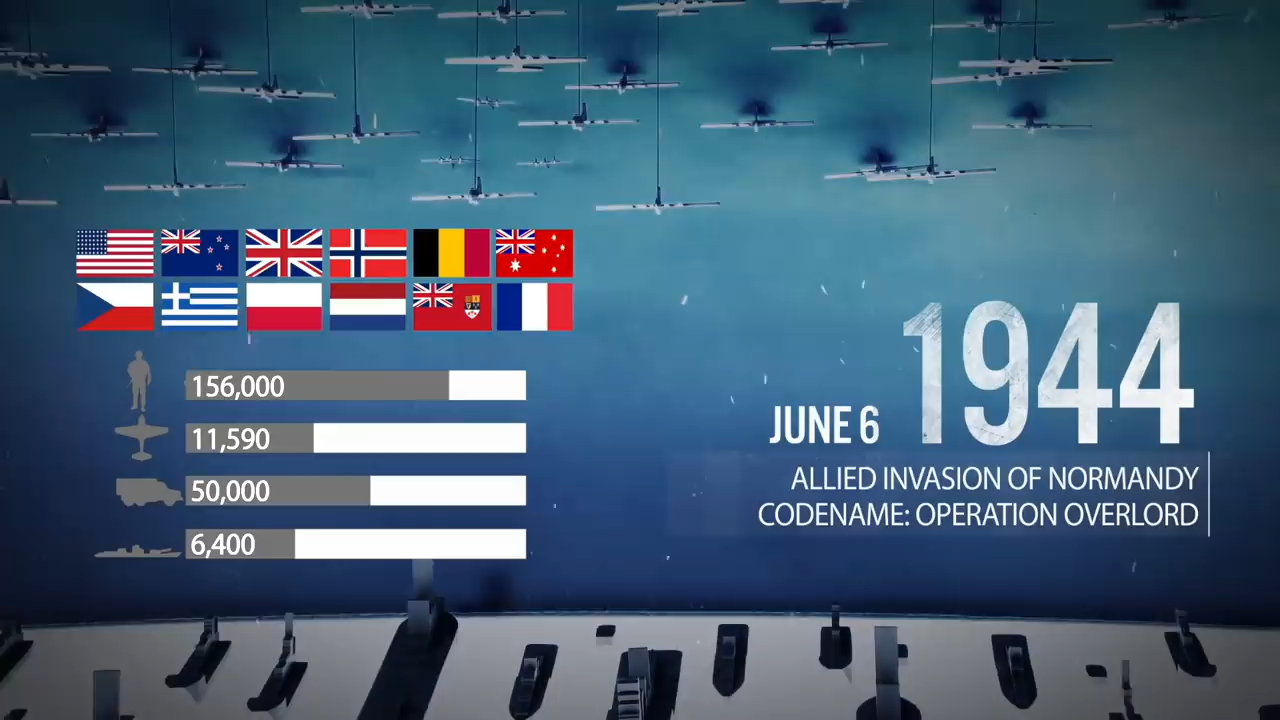 156,000
11,590
50,000
6,400
JUNE 6 1944
ALLIED INVASION OF NORMANDY
CODENAME: OPERATION OVERLORD